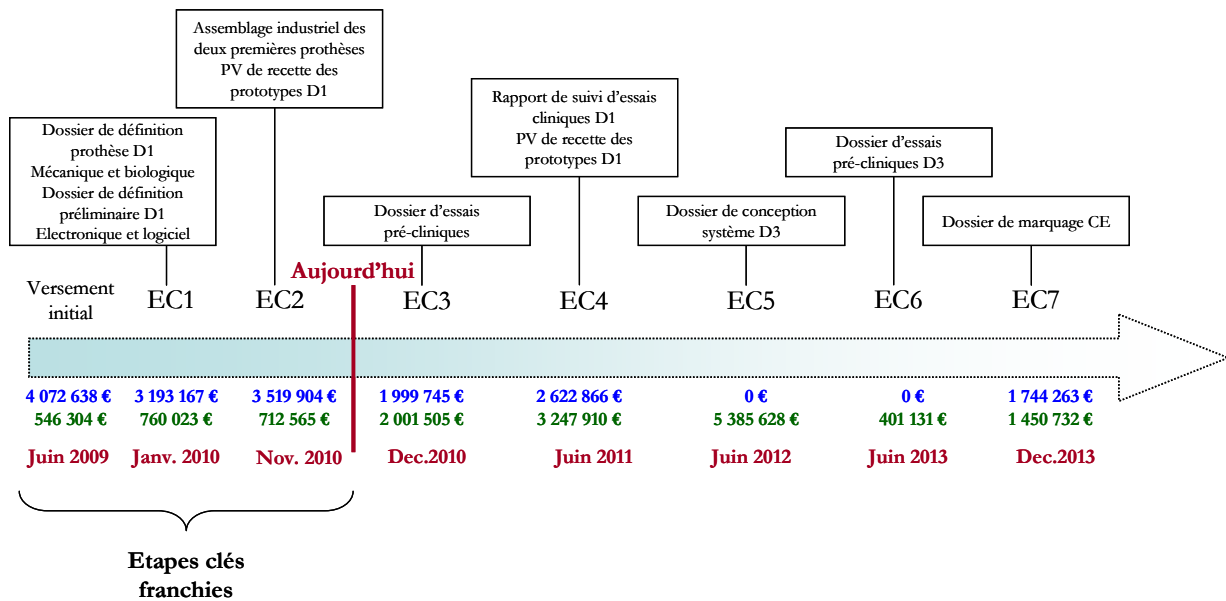 Assemblage industriel des
deux premières prothèses
PV de recette des
prototypes D1
Rapport de suivi d'essais
cliniques D1
PV de recette des
prototypes D1
Dossier de définition
prothèse D1
Mécanique et biologique
Dossier de définition
préliminaire D1
Electronique et logiciel
Dossier d'essais
pré-cliniques D3
Dossier d'essais
pré-cliniques
Dossier de conception
système D3
Dossier de marquage CE
Aujourd'hui
Versement
initial
EC1
EC2
EC3
EC4
EC5
EC6
EC7
4 072 638 € 3 193 167 € 3 519 904 € 1 999 745 € 2 622 866 € 0 € 0 € 1 744 263 €
546 304 € 760 023 € 712 565 € 2 001 505 € 3 247 910 € 5 385 628 € 401 131 € 1 450 732 €
Juin 2009 Janv. 2010 Nov. 2010 Dec.2010 Juin 2011 Juin 2012 Juin 2013 Dec.2013
Etapes clés
franchies